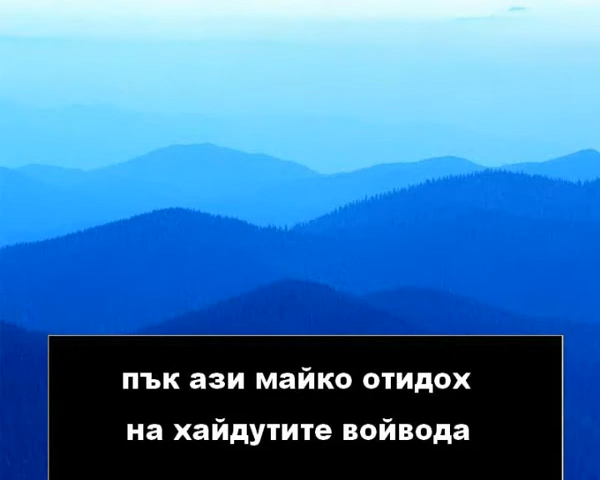 пък ази майко отидох
на хайдутите войвода